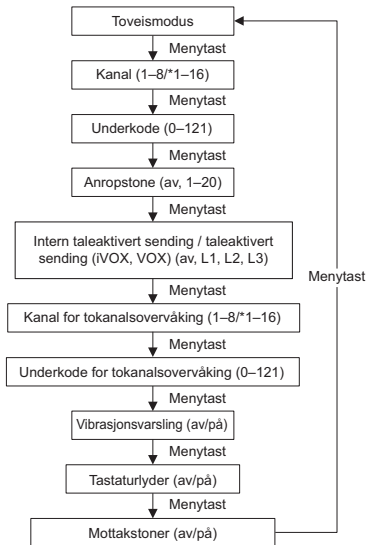 Toveismodus
Menytast
Kanal (1–8/*1–16)
Menytast
Underkode (0–121)
Menytast
Anropstone (av, 1–20)
Menytast
Intern taleaktivert sending / taleaktivert
sending (iVOX, VOX) (av, L1, L2, L3)
Menytast
Menytast
Kanal for tokanalsovervåking (1–8/*1–16)
Menytast
Underkode for tokanalsovervåking (0–121)
Menytast
Vibrasjonsvarsling (av/på)
Menytast
Tastaturlyder (av/på)
Menytast
Mottakstoner (av/på)